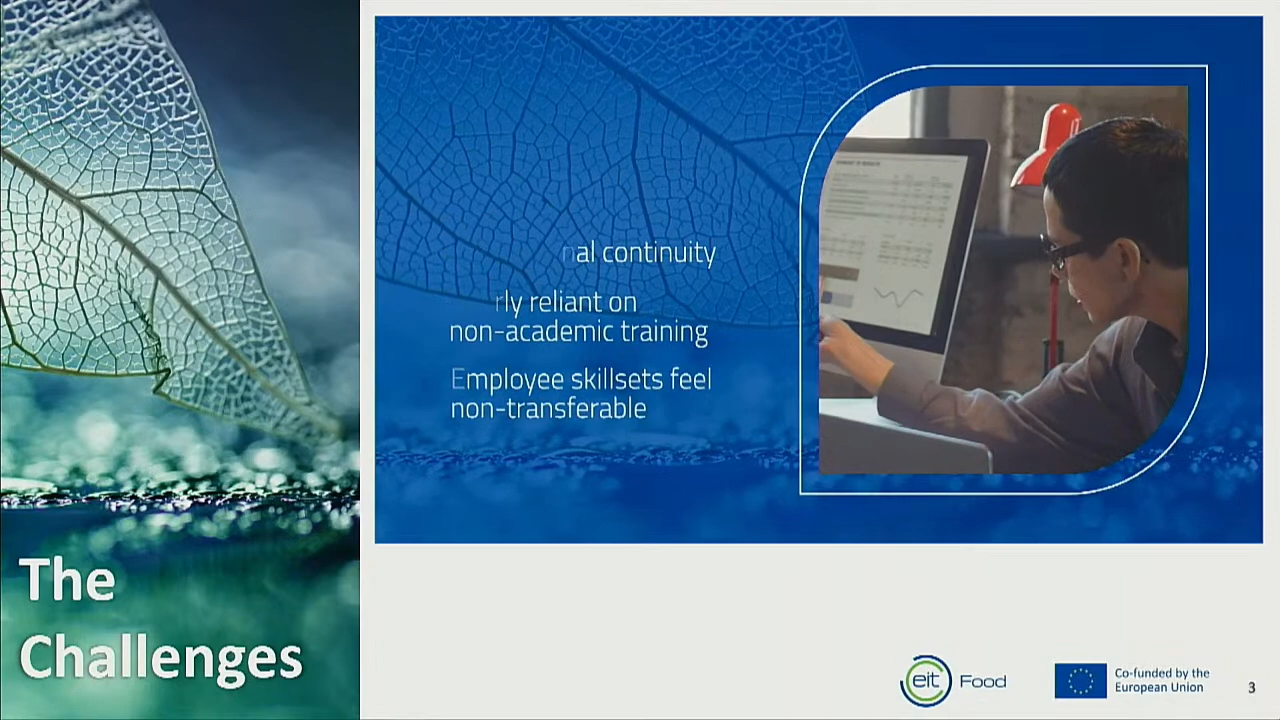 The
Challenges
nal continuity
rly reliant on
non-academic training
Employee skillsets feel
non-transferable
eit Food
Co-funded by the
European Union
3